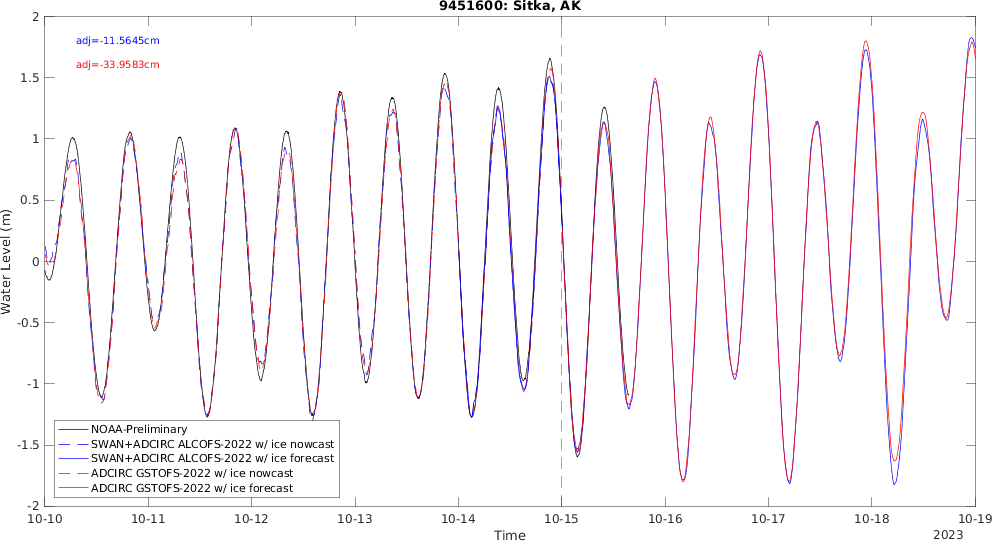 9451600: Sitka, AK
2
1.5
1
0.5
0
-0.5
-1
-1.5
-2
Water Level (m)
adj=-11.5645cm
adj=-33.9583cm
NOAA-Preliminary
SWAN+ADCIRC ALCOFS-2022 w/ ice nowcast
SWAN+ADCIRC ALCOFS-2022 w/ ice forecast
ADCIRC GSTOFS-2022 w/ ice nowcast
ADCIRC GSTOFS-2022 w/ ice forecast
10-10 10-11 10-12 10-13 10-14 10-15 10-16 10-17 10-18 10-19
Time
2023